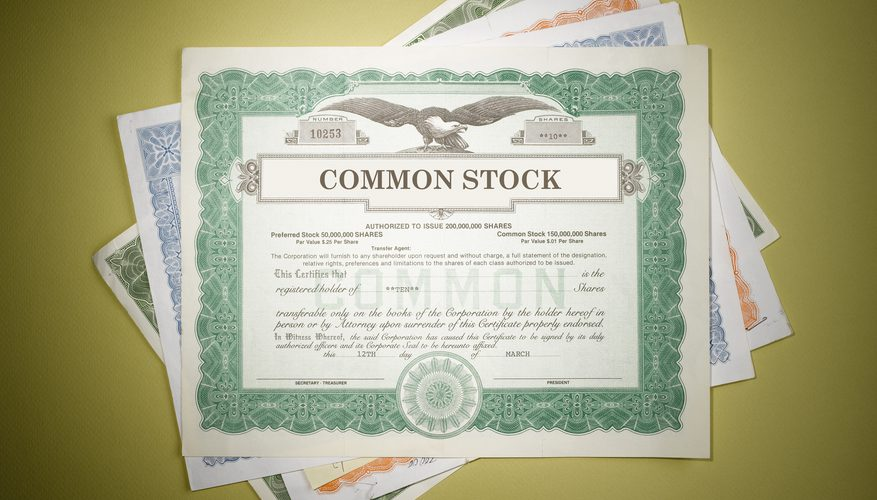 NUMBER
10253
SHARES
**10**
COMMON STOCK
AUTHORIZED TO ISSUE 200,000,000 SHARES
Preferred Stock 50,000,000 SHARES
Par Value $.25 Per Share
Common Stock 150,000,000 Shares
Par Value $.01 Per Share
Transfer Agent:
The Corporation will furnish to any shareholder upon request and without charge, a full statement of the designation,
relative rights, preferences and limitations to the shares of each class authorized to be issued.
This Certifies that is the
COMMON
registered holder of **TEN** Shares
transferable only on the books of the Corporation by the holder hereof in
person or by Attorney upon surrender of this Certificate properly endorsed.
In Witness Whereof, the said Corporation has caused this Certificate to be signed by its duly
authorized officers and its Corporate Seal to be hereunto affixed.
this 12TH day of MARCH
SECRETARY - TREASURER
PRESIDENT